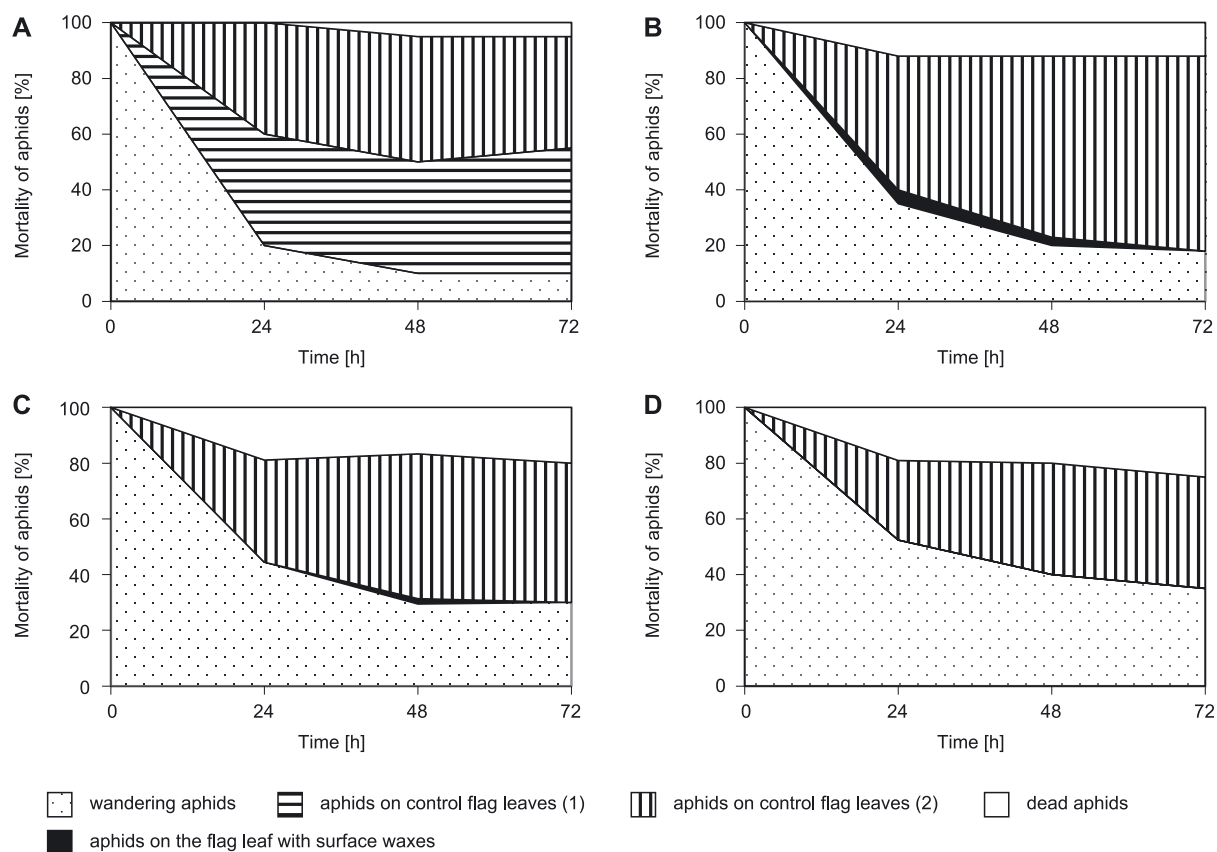 A
Mortality of aphids [%]
100
80
60
40
20
0
0 24 48 72
Time [h]
B
Mortality of aphids [%]
100
80
60
40
20
0
0 24 48 72
Time [h]
C
Mortality of aphids [%]
100
80
60
40
20
0
0 24 48 72
Time [h]
D
Mortality of aphids [%]
100
80
60
40
20
0
0 24 48 72
Time [h]
wandering aphids aphids on control flag leaves (1) aphids on control flag leaves (2) dead aphids
aphids on the flag leaf with surface waxes